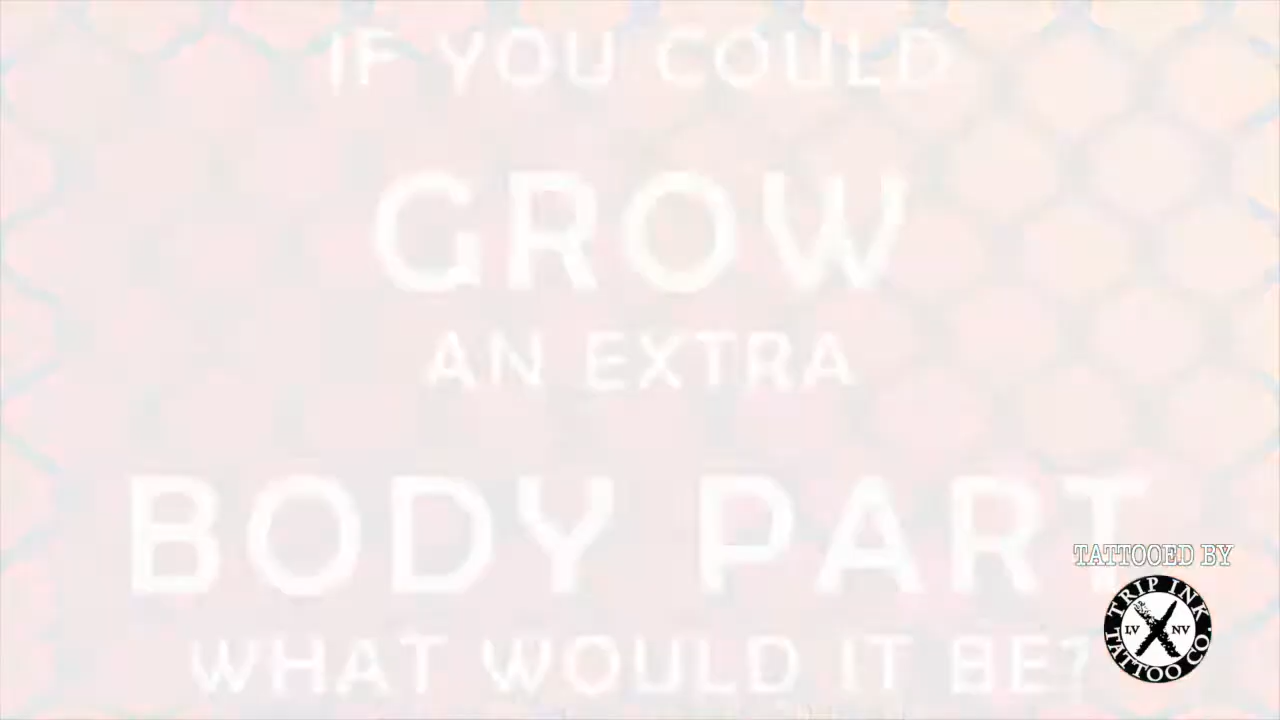 IF YOU COULD
GROW
AN EXTRA
BODY PART
WHAT WOULD IT BE?
TATTOOED BY
TRIP INK
LV NV
TATTOO CO.